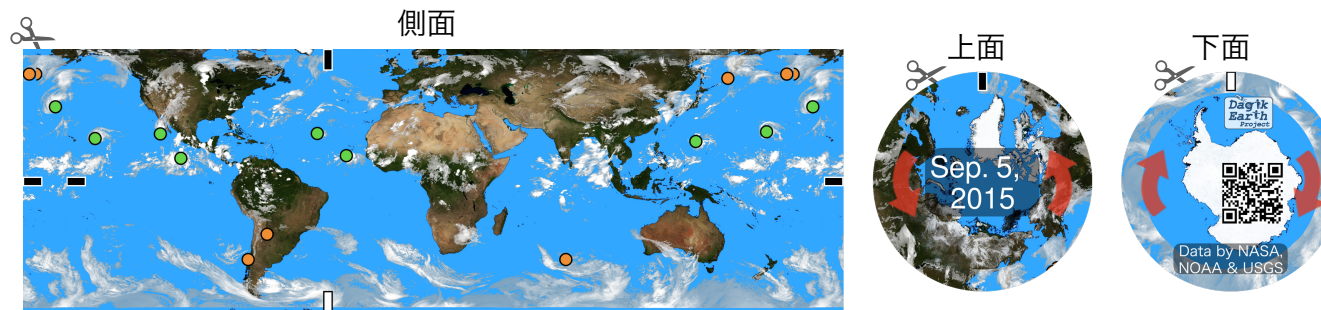 側面
上面
下面
Sep. 5,
2015
Dagik
Earth
Project
Data by NASA,
NOAA & USGS